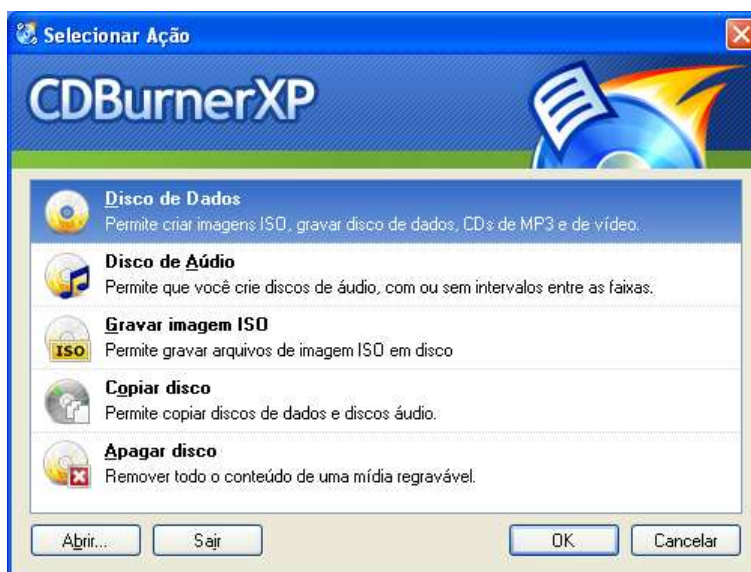 Selecionar Ação
CDBurnerXP
Disco de Dados
Permite criar imagens ISO, gravar disco de dados, CDs de MP3 e de vídeo.
Disco de Aúdio
Permite que você crie discos de áudio, com ou sem intervalos entre as faixas.
Gravar imagem ISO
ISO
Permite gravar arquivos de imagem ISO em disco
Copiar disco
Permite copiar discos de dados e discos áudio.
Apagar disco
Remover todo o conteúdo de uma mídia regravável.
Abrir... Sair OK Cancelar